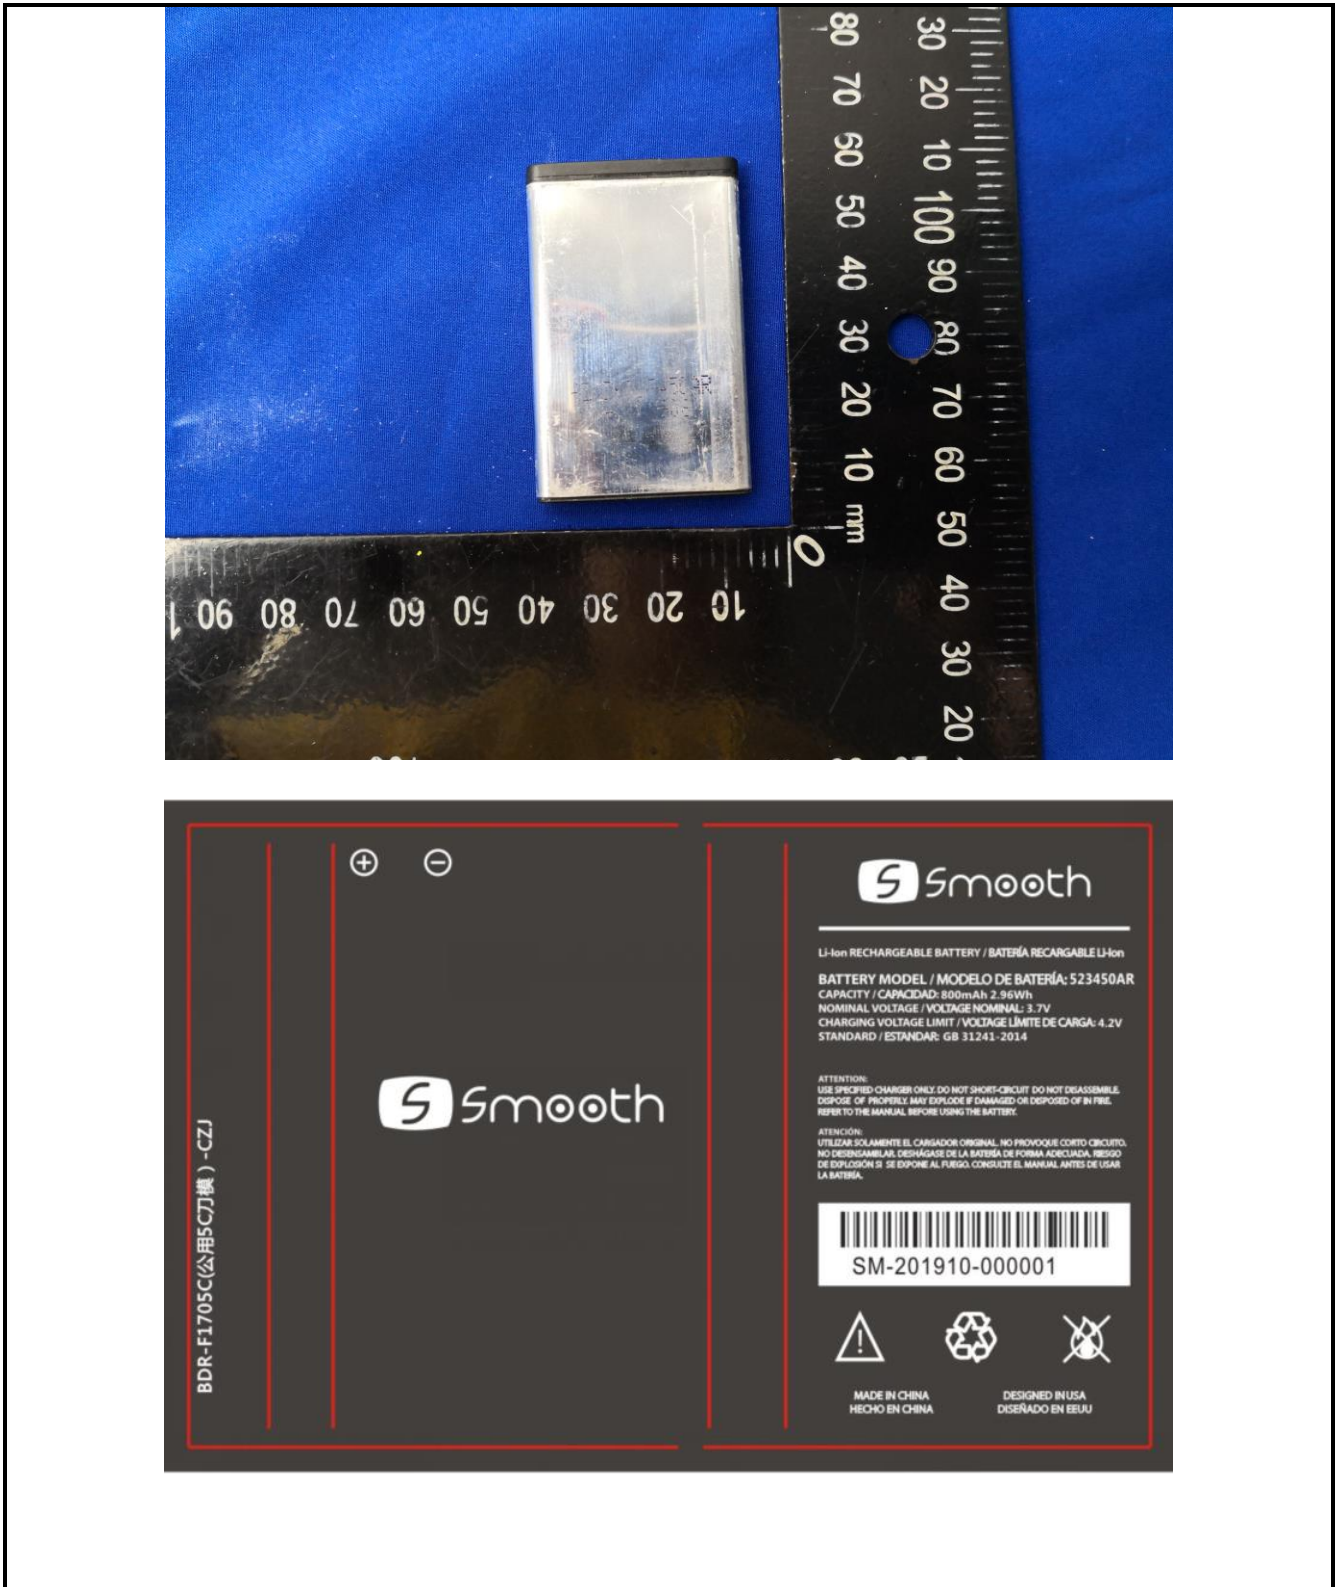 80 70 60 50 40 30 20 10 mm
30 20 10 100 90 80 70 60 50 40 30 20
0
90 80 70 60 50 40 30 20 10
AR
Smooth
Li-Ion RECHARGEABLE BATTERY / BATERÍA RECARGABLE Li-Ion
BATTERY MODEL / MODELO DE BATERÍA: 523450AR
CAPACITY / CAPACIDAD: 800mAh 2.96Wh
NOMINAL VOLTAGE / VOLTAGE NOMINAL: 3.7V
CHARGING VOLTAGE LIMIT / VOLTAGE LÍMITE DE CARGA: 4.2V
STANDARD / ESTANDAR: GB 31241-2014
ATTENTION:
USE SPECIFIED CHARGER ONLY. DO NOT SHORT-CIRCUIT DO NOT DISASSEMBLE.
DISPOSE OF PROPERLY. MAY EXPLODE IF DAMAGED OR DISPOSED OF IN FIRE.
REFER TO THE MANUAL BEFORE USING THE BATTERY.
ATENCIÓN:
UTILIZAR SOLAMENTE EL CARGADOR ORIGINAL. NO PROVOQUE CORTO CIRCUITO.
NO DESENSAMBLAR. DESHÁGASE DE LA BATERÍA DE FORMA ADECUADA. RIESGO
DE EXPLOSIÓN SI SE EXPONE AL FUEGO. CONSULTE EL MANUAL ANTES DE USAR
LA BATERÍA.
SM-201910-000001
MADE IN CHINA
HECHO EN CHINA
DESIGNED IN USA
DISEÑADO EN EEUU
Smooth
BDR-F1705C(公用5C刀模)-CZJ